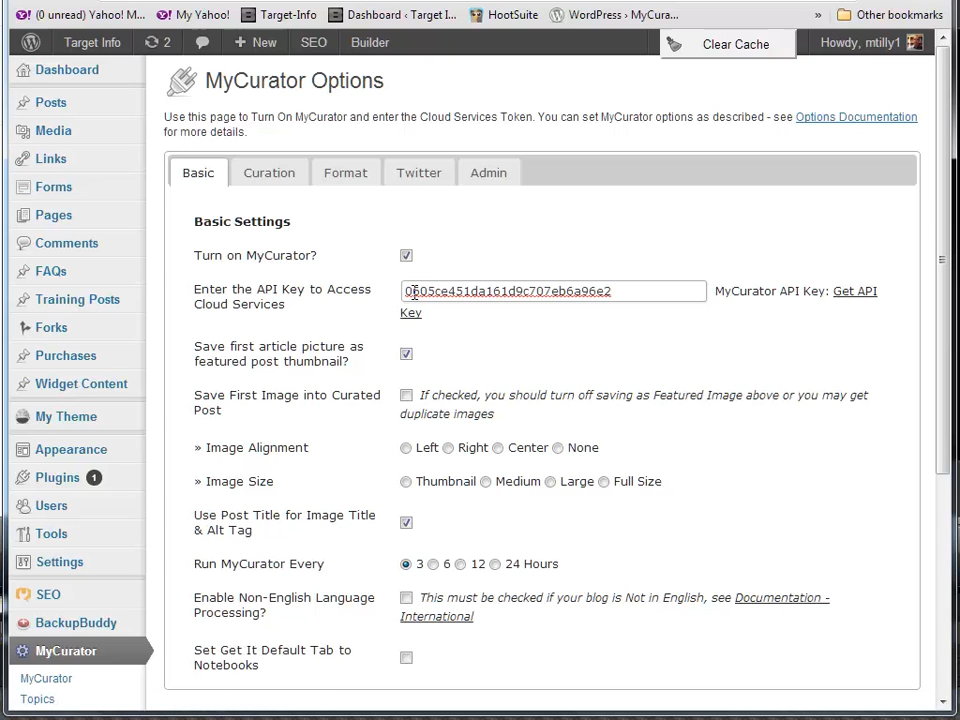 (0 unread) Yahoo! M... My Yahoo! Target-Info Dashboard ‹ Target I... HootSuite WordPress › MyCura... » Other bookmarks
Target Info 2 + New SEO Builder Clear Cache Howdy, mtilly1
Dashboard
Posts
Media
Links
Forms
Pages
Comments
FAQs
Training Posts
Forks
Purchases
Widget Content
My Theme
Appearance
Plugins 1
Users
Tools
Settings
SEO
BackupBuddy
MyCurator
MyCurator
Topics
MyCurator Options
Use this page to Turn On MyCurator and enter the Cloud Services Token. You can set MyCurator options as described - see Options Documentation
for more details.
Basic Curation Format Twitter Admin
Basic Settings
Turn on MyCurator?
Enter the API Key to Access
Cloud Services
0605ce451da161d9c707eb6a96e2 MyCurator API Key: Get API
Key
Save first article picture as
featured post thumbnail?
Save First Image into Curated
Post
If checked, you should turn off saving as Featured Image above or you may get
duplicate images
» Image Alignment Left Right Center None
» Image Size Thumbnail Medium Large Full Size
Use Post Title for Image Title
& Alt Tag
Run MyCurator Every 3 6 12 24 Hours
Enable Non-English Language
Processing?
This must be checked if your blog is Not in English, see Documentation -
International
Set Get It Default Tab to
Notebooks